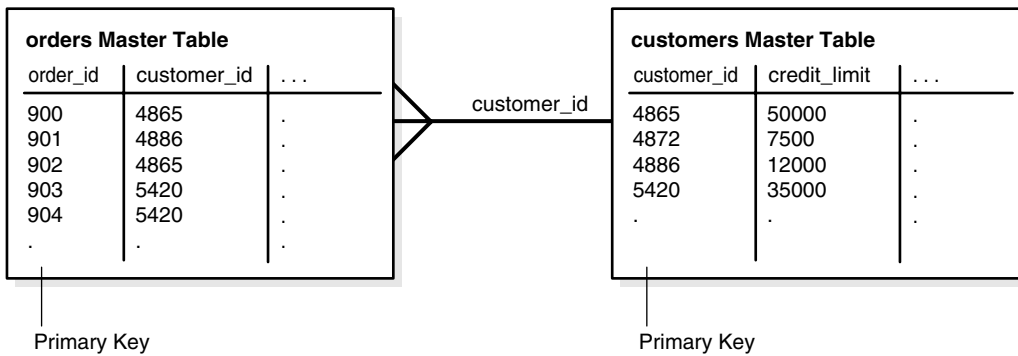 orders Master Table
order_id customer_id . . .
900 4865 .
901 4886 .
902 4865 .
903 5420 .
904 5420 .
. . .
Primary Key
customer_id
customers Master Table
customer_id credit_limit . . .
4865 50000 .
4872 7500 .
4886 12000 .
5420 35000 .
. . .
Primary Key